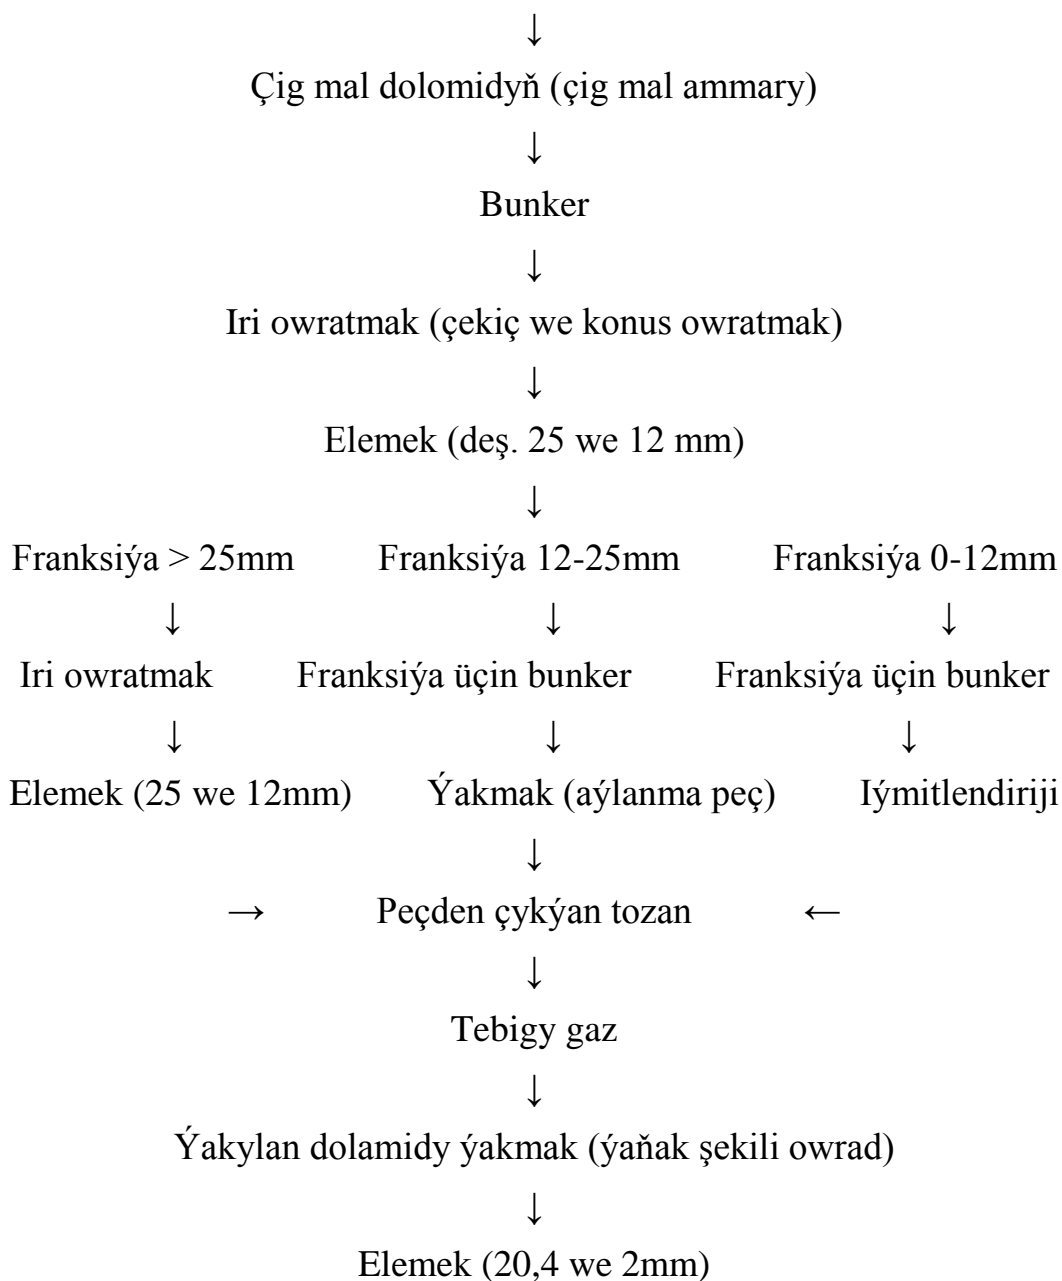 ↓
Çig mal dolomidyň (çig mal ammary)
↓
Bunker
↓
Iri owratmak (çekiç we konus owratmak)
↓
Elemek (deş. 25 we 12 mm)
↓
Franksiýa > 25mm Franksiýa 12-25mm Franksiýa 0-12mm
↓ ↓ ↓
Iri owratmak Franksiýa üçin bunker Franksiýa üçin bunker
↓ ↓ ↓
Elemek (25 we 12mm) Ýakmak (aýlanma peç) Iýmitlendiriji
↓
→ Peçden çykýan tozan ←
↓
Tebigy gaz
↓
Ýakylan dolamidy ýakmak (ýaňak şekili owrad)
↓
Elemek (20,4 we 2mm)